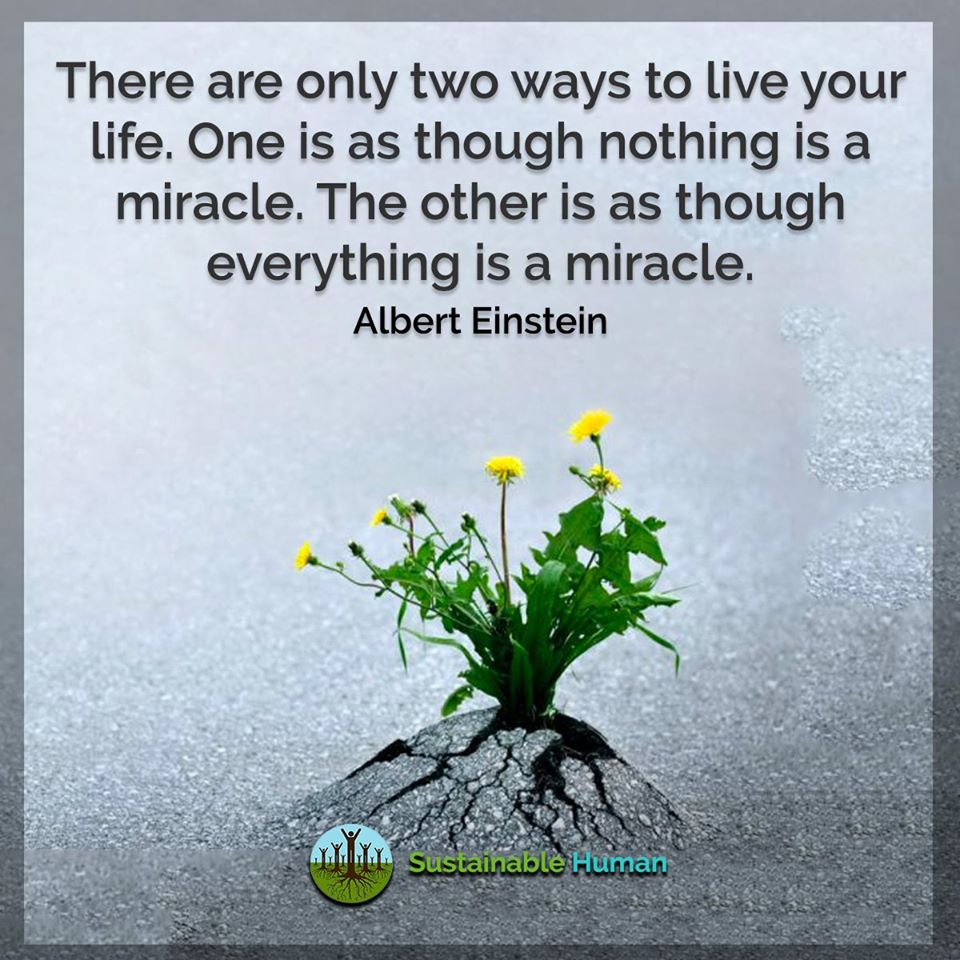 There are only two ways to live your
life. One is as though nothing is a
miracle. The other is as though
everything is a miracle.
Albert Einstein
Sustainable Human